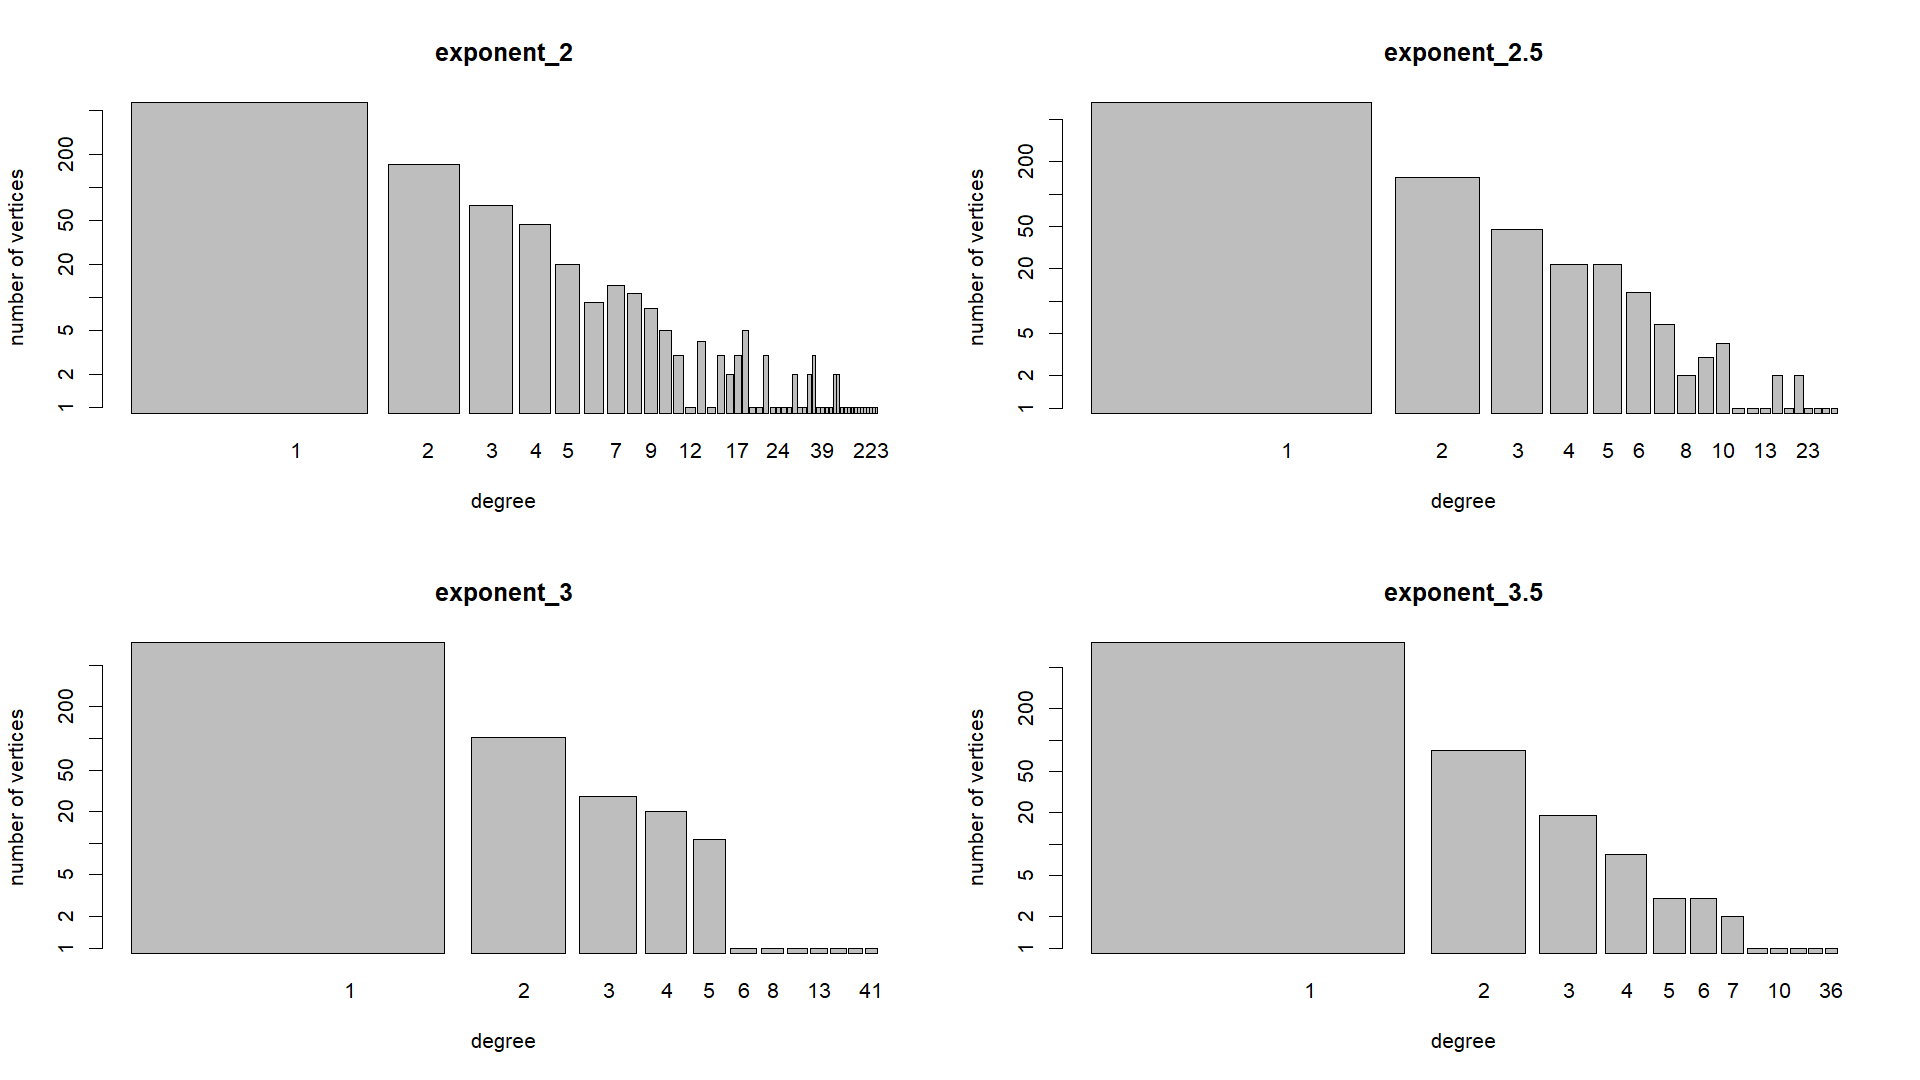 exponent_2
number of vertices
200
50
20
5
2
1
1 2 3 4 5 7 9 12 17 24 39 223
degree
exponent_2.5
number of vertices
200
50
20
5
2
1
1 2 3 4 5 6 8 10 13 23
degree
exponent_3
number of vertices
200
50
20
5
2
1
1 2 3 4 5 6 8 13 41
degree
exponent_3.5
number of vertices
200
50
20
5
2
1
1 2 3 4 5 6 7 10 36
degree